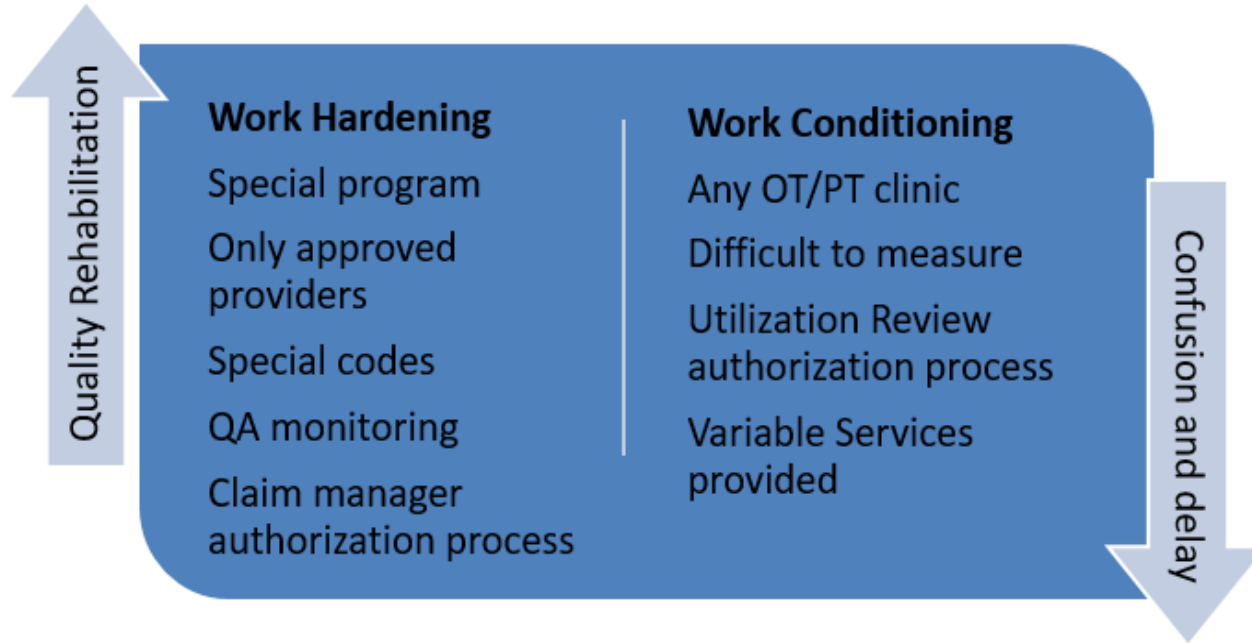 Quality Rehabilitation
Work Hardening
Special program
Only approved
providers
Special codes
QA monitoring
Claim manager
authorization process
Work Conditioning
Any OT/PT clinic
Difficult to measure
Utilization Review
authorization process
Variable Services
provided
Confusion and delay